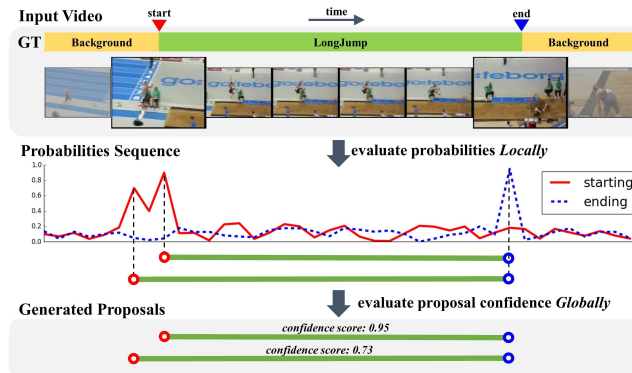 Input Video
start
time
end
GT
Background
LongJump
Background
go:teborg
evaluate probabilities Locally
Probabilities Sequence
1.0
0.8
0.6
0.4
0.2
0.0
starting
ending
evaluate proposal confidence Globally
Generated Proposals
confidence score: 0.95
confidence score: 0.73